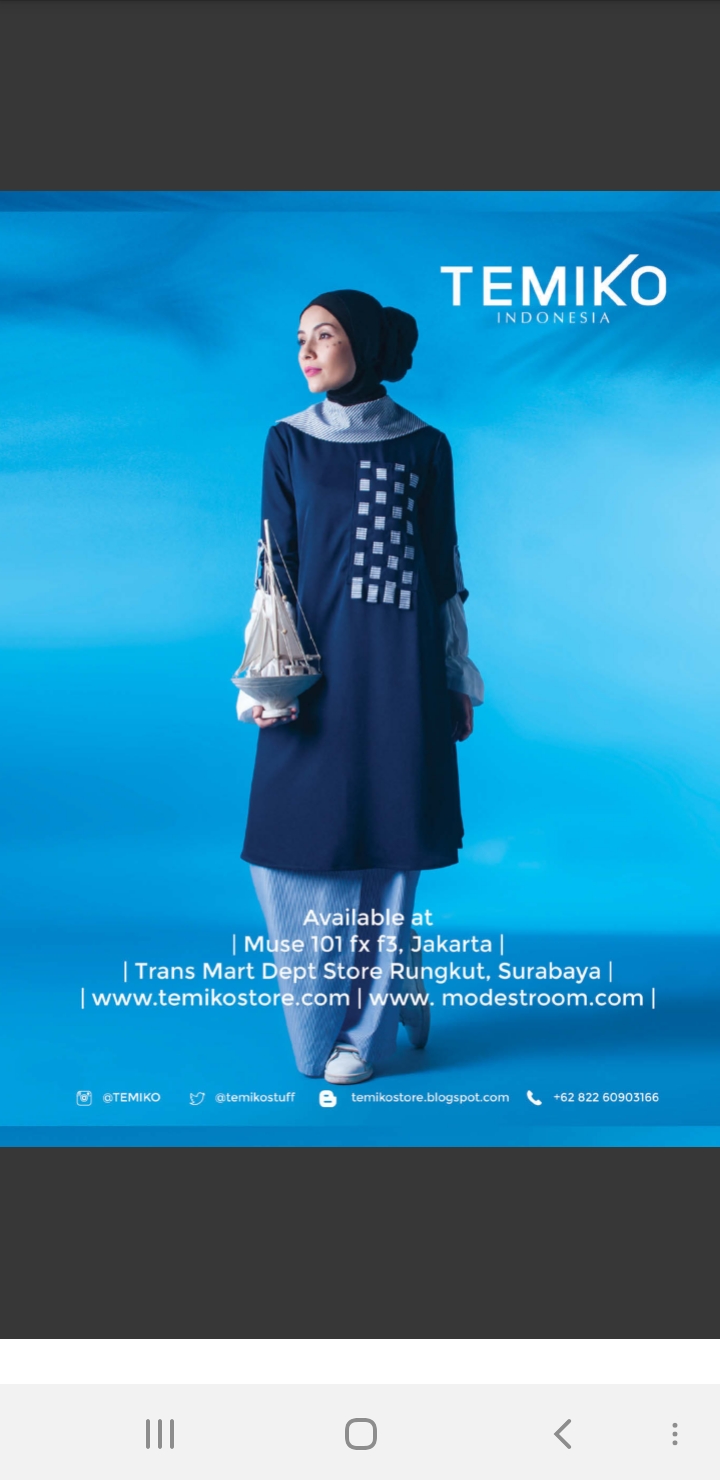 TEMIKO
INDONESIA
Available at
| Muse 101 fx f3, Jakarta |
| Trans Mart Dept Store Rungkut, Surabaya |
| www.temikostore.com | www. modestroom.com |
@TEMIKO @temikostuff temikostore.blogspot.com +62 822 60903166